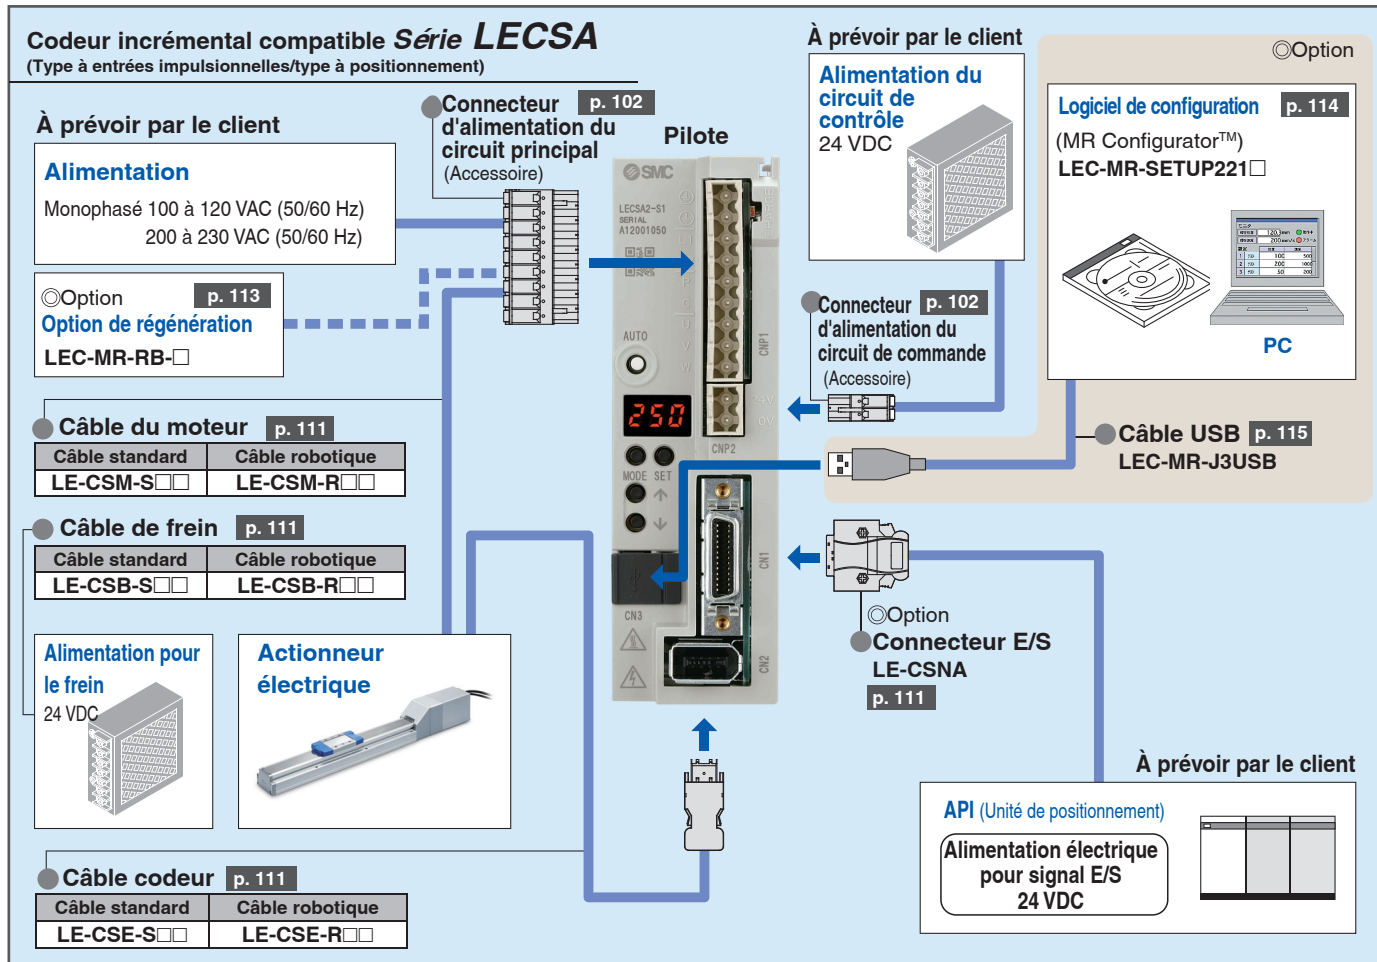 Codeur incrémental compatible Série LECSA
(Type à entrées impulsionnelles/type à positionnement)
À prévoir par le client
Alimentation
Monophasé 100 à 120 VAC (50/60 Hz)
200 à 230 VAC (50/60 Hz)
◎Option p. 113
Option de régénération
LEC-MR-RB-□
Connecteur p. 102
d'alimentation du
circuit principal
(Accessoire)
Pilote
SMC
LECSA2-S1
SERIAL
A12001050
AUTO
250
MODE SET
CNP1
24V
0V
CNP2
CN1
CN3
CN2
À prévoir par le client
Alimentation du
circuit de
contrôle
24 VDC
Connecteur p. 102
d'alimentation du
circuit de commande
(Accessoire)
◎Option
Logiciel de configuration p. 114
(MR Configurator™)
LEC-MR-SETUP221□
PC
Câble USB p. 115
LEC-MR-J3USB
Câble du moteur p. 111
Câble standard Câble robotique
LE-CSM-S□□ LE-CSM-R□□
Câble de frein p. 111
Câble standard Câble robotique
LE-CSB-S□□ LE-CSB-R□□
Alimentation pour
le frein
24 VDC
Actionneur
électrique
Câble codeur p. 111
Câble standard Câble robotique
LE-CSE-S□□ LE-CSE-R□□
◎Option
Connecteur E/S
LE-CSNA
p. 111
À prévoir par le client
API (Unité de positionnement)
Alimentation électrique
pour signal E/S
24 VDC